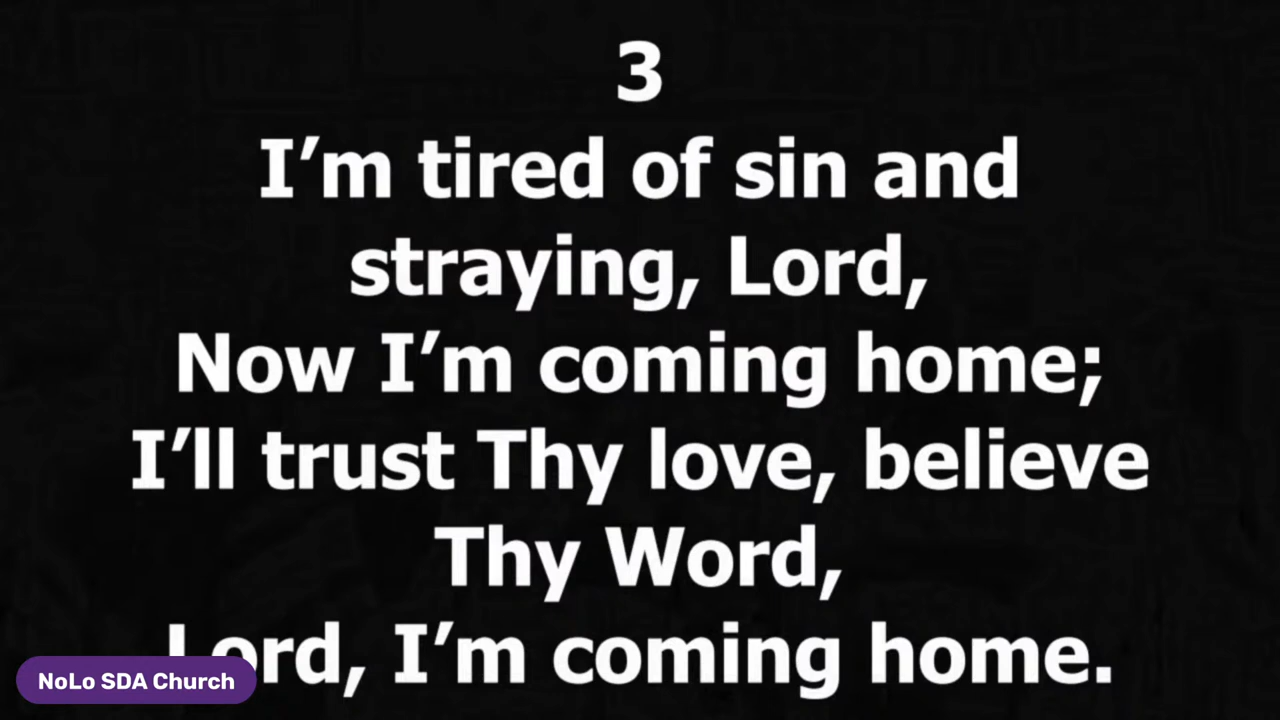 3
I’m tired of sin and
straying, Lord,
Now I’m coming home;
I’ll trust Thy love, believe
Thy Word,
Lord, I’m coming home.
NoLo SDA Church